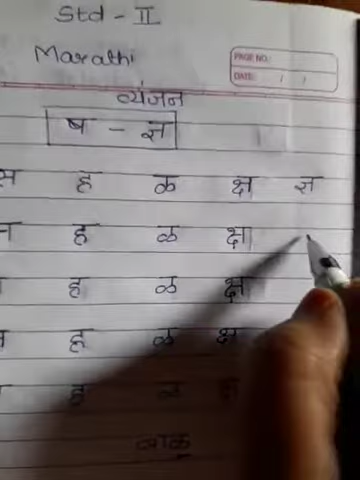 Std - II
Marathi
PAGE NO.:
DATE: / /
व्यंजन
ष - ज्ञ
स ह ळ क्ष ज्ञ
ह ळ क्ष
ह ळ क्ष
ह ळ क्ष
ह ळ